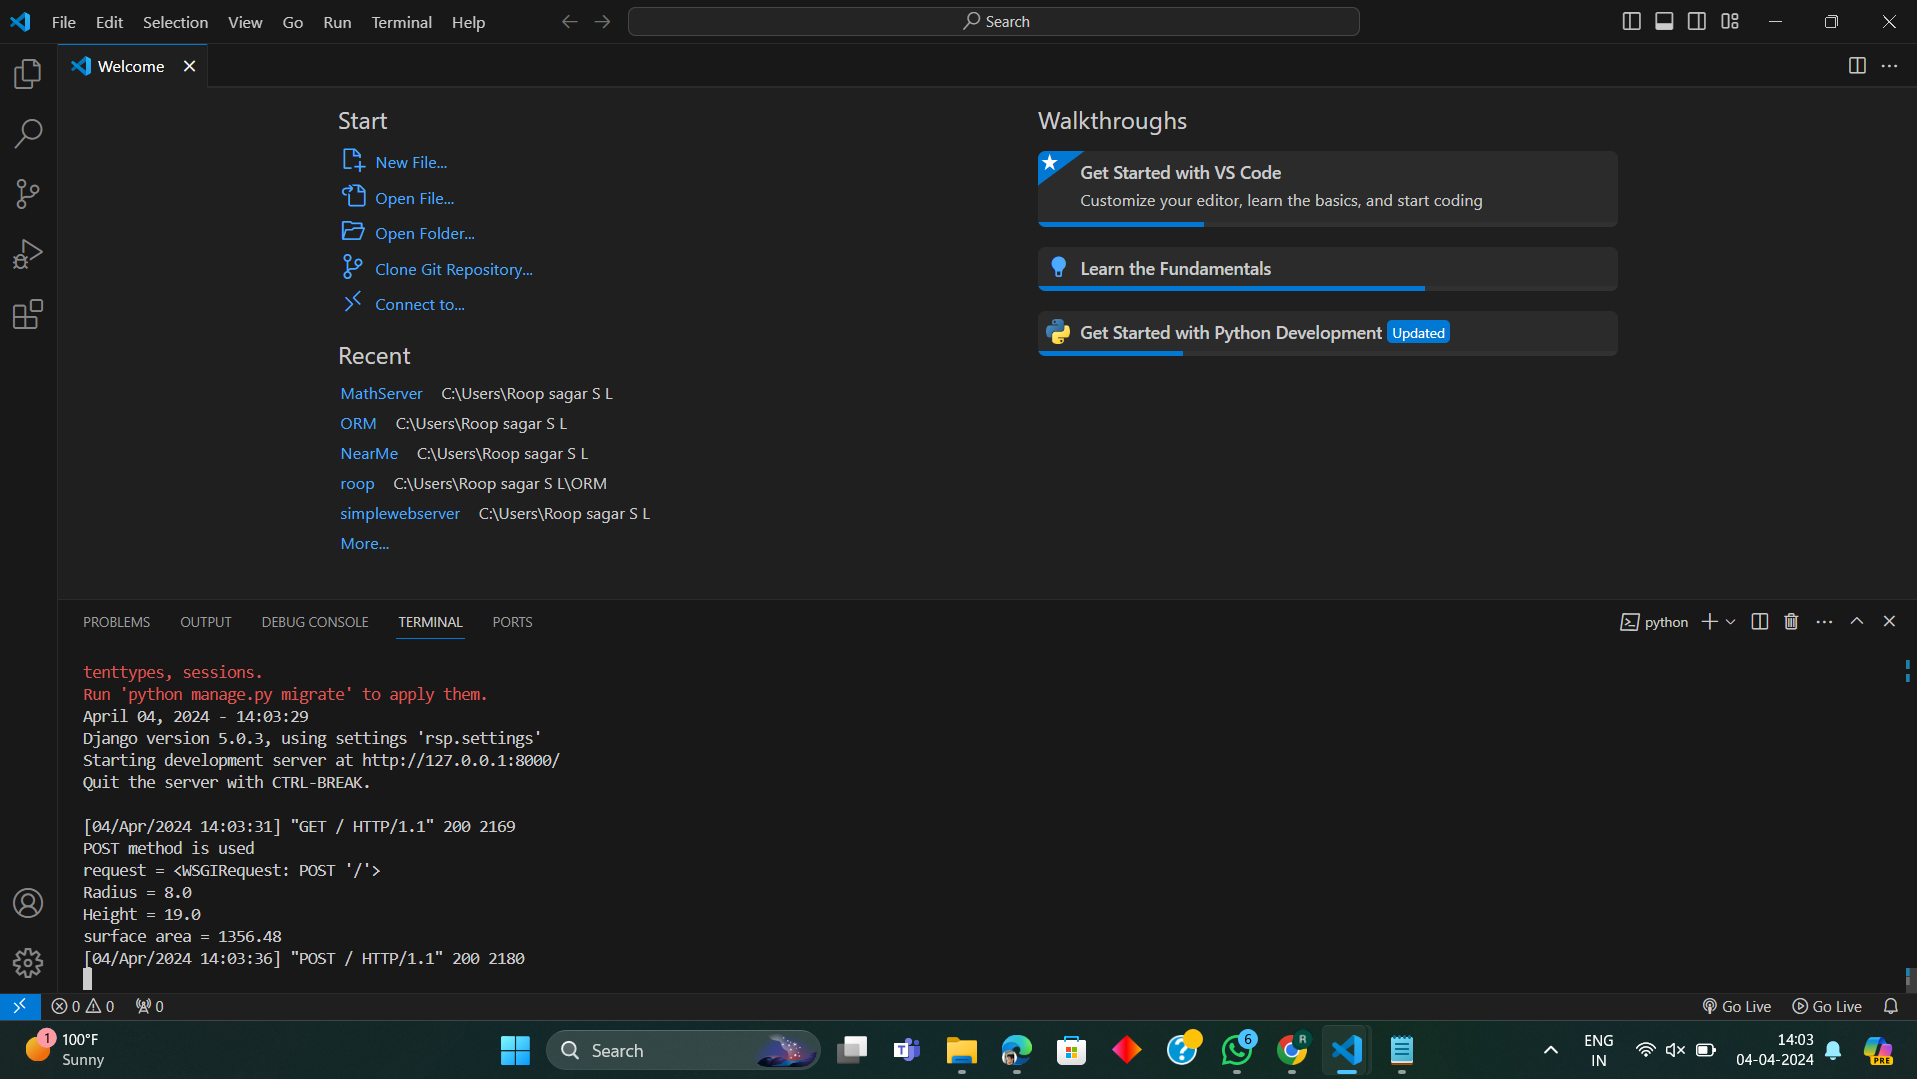 File Edit Selection View Go Run Terminal Help
Search
Welcome
Start
New File...
Open File...
Open Folder...
Clone Git Repository...
Connect to...
Recent
MathServer C:\Users\Roop sagar S L
ORM C:\Users\Roop sagar S L
NearMe C:\Users\Roop sagar S L
roop C:\Users\Roop sagar S L\ORM
simplewebserver C:\Users\Roop sagar S L
More...
Walkthroughs
Get Started with VS Code
Customize your editor, learn the basics, and start coding
Learn the Fundamentals
Get Started with Python Development Updated
PROBLEMS OUTPUT DEBUG CONSOLE TERMINAL PORTS
python
tenttypes, sessions.
Run 'python manage.py migrate' to apply them.
April 04, 2024 - 14:03:29
Django version 5.0.3, using settings 'rsp.settings'
Starting development server at http://127.0.0.1:8000/
Quit the server with CTRL-BREAK.
[04/Apr/2024 14:03:31] "GET / HTTP/1.1" 200 2169
POST method is used
request = <WSGIRequest: POST '/'>
Radius = 8.0
Height = 19.0
surface area = 1356.48
[04/Apr/2024 14:03:36] "POST / HTTP/1.1" 200 2180
0 0 0
Go Live Go Live
1
100°F
Sunny
Search
T
6
R
ENG
IN
14:03
04-04-2024
PRE